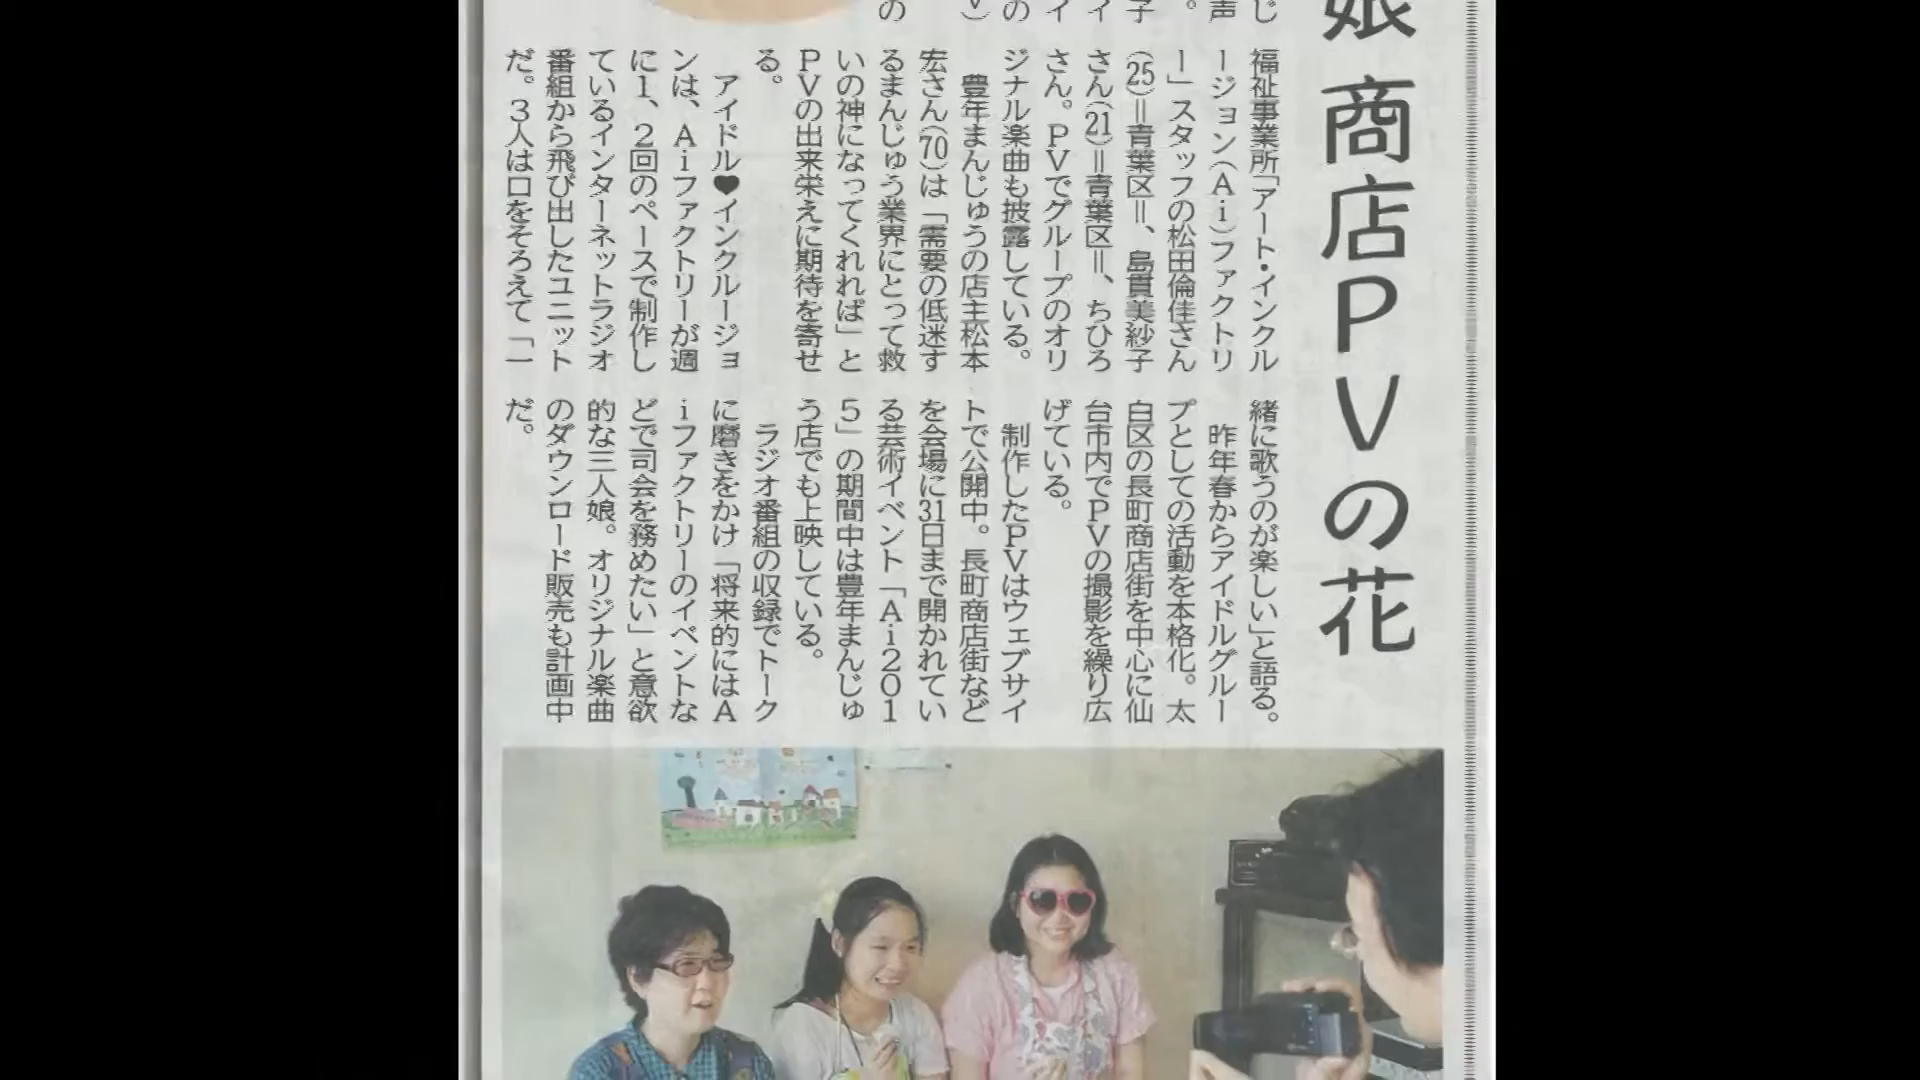 娘 商店PVの花
じ
声
。
子
イ
イ
の
V）
の
福祉事業所「アート・インクル
ージョン（Ai）ファクトリ
ー」スタッフの松田倫佳さん
（25）＝青葉区＝、島貫美紗子
さん（21）＝青葉区＝、ちひろ
さん。PVでグループのオリ
ジナル楽曲も披露している。
豊年まんじゅうの店主松本
宏さん（70）は「需要の低迷す
るまんじゅう業界にとって救
いの神になってくれれば」と
PVの出来栄えに期待を寄せ
る。
アイドル♥インクルージョ
ンは、Aiファクトリーが週
に1、2回のペースで制作し
ているインターネットラジオ
番組から飛び出したユニット
だ。3人は口をそろえて「一
緒に歌うのが楽しい」と語る。
昨年春からアイドルグルー
プとしての活動を本格化。太
白区の長町商店街を中心に仙
台市内でPVの撮影を繰り広
げている。
制作したPVはウェブサイ
トで公開中。長町商店街など
を会場に31日まで開かれてい
る芸術イベント「Ai201
5」の期間中は豊年まんじゅ
う店でも上映している。
ラジオ番組の収録でトーク
に磨きをかけ「将来的にはA
iファクトリーのイベントな
どで司会を務めたい」と意欲
的な三人娘。オリジナル楽曲
のダウンロード販売も計画中
だ。